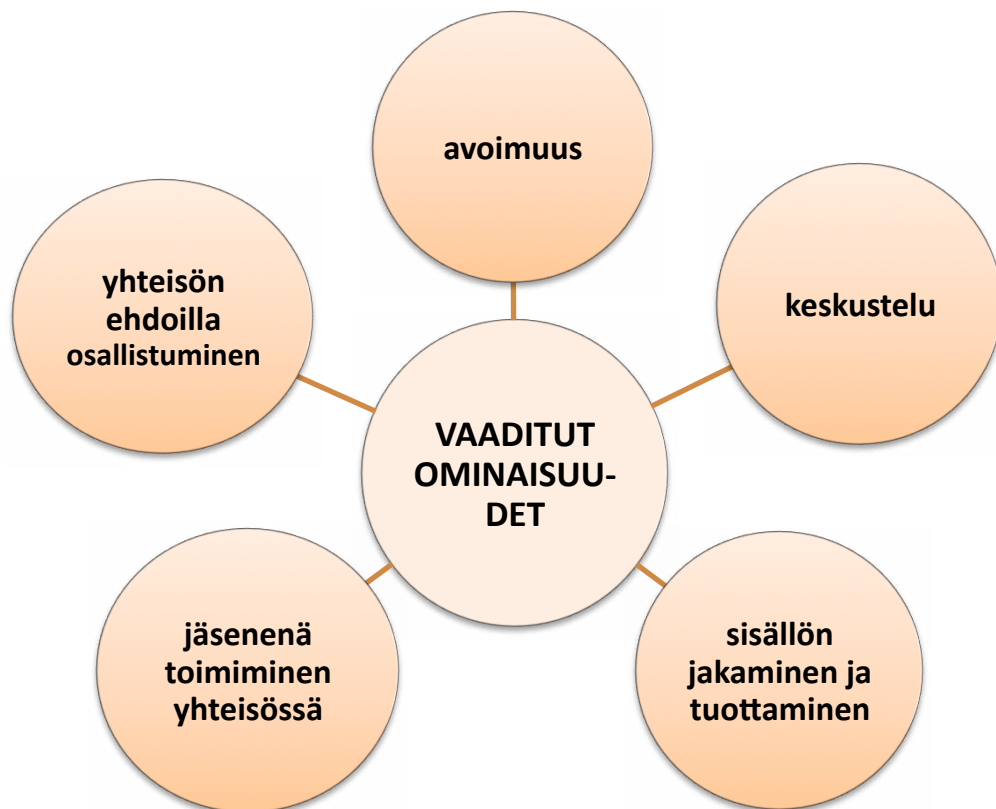 avoimuus
keskustelu
yhteisön
ehdoilla
osallistuminen
VAADITUT
OMINAISUU-
DET
jäsenenä
toimiminen
yhteisössä
sisällön
jakaminen ja
tuottaminen